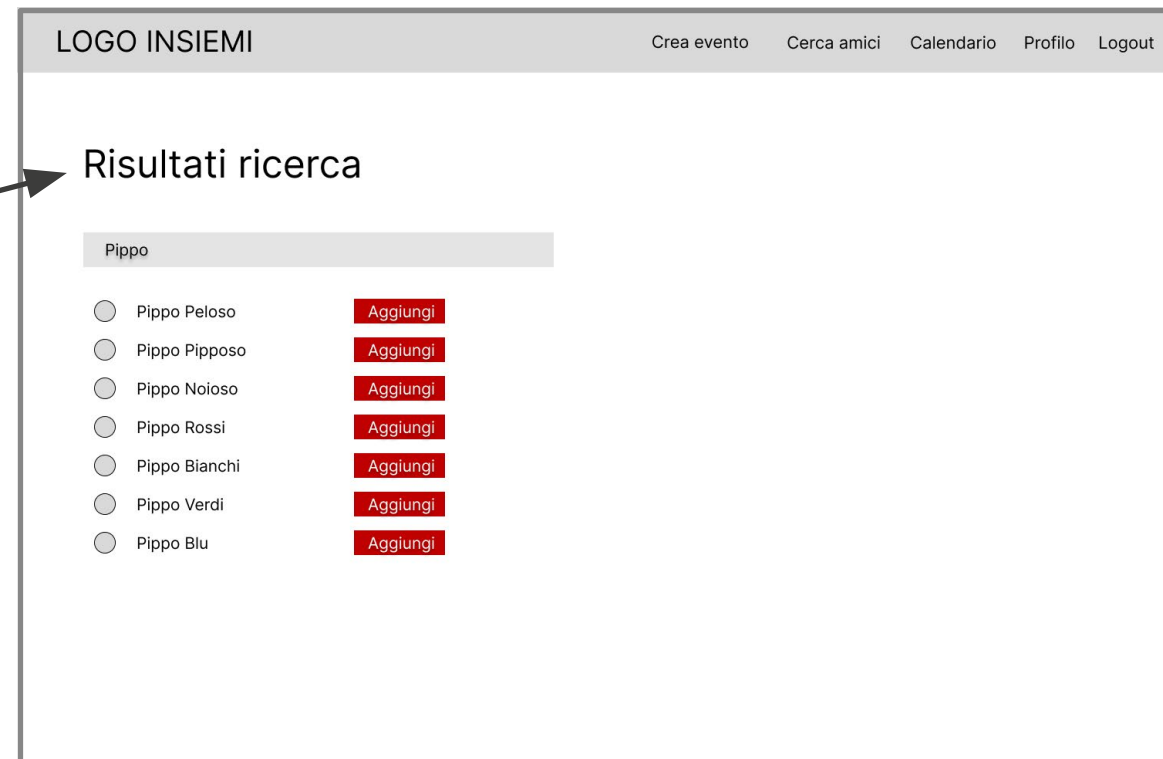 LOGO INSIEMI
Crea evento Cerca amici Calendario Profilo Logout
Risultati ricerca
Pippo
Pippo Peloso Aggiungi
Pippo Pipposo Aggiungi
Pippo Noioso Aggiungi
Pippo Rossi Aggiungi
Pippo Bianchi Aggiungi
Pippo Verdi Aggiungi
Pippo Blu Aggiungi